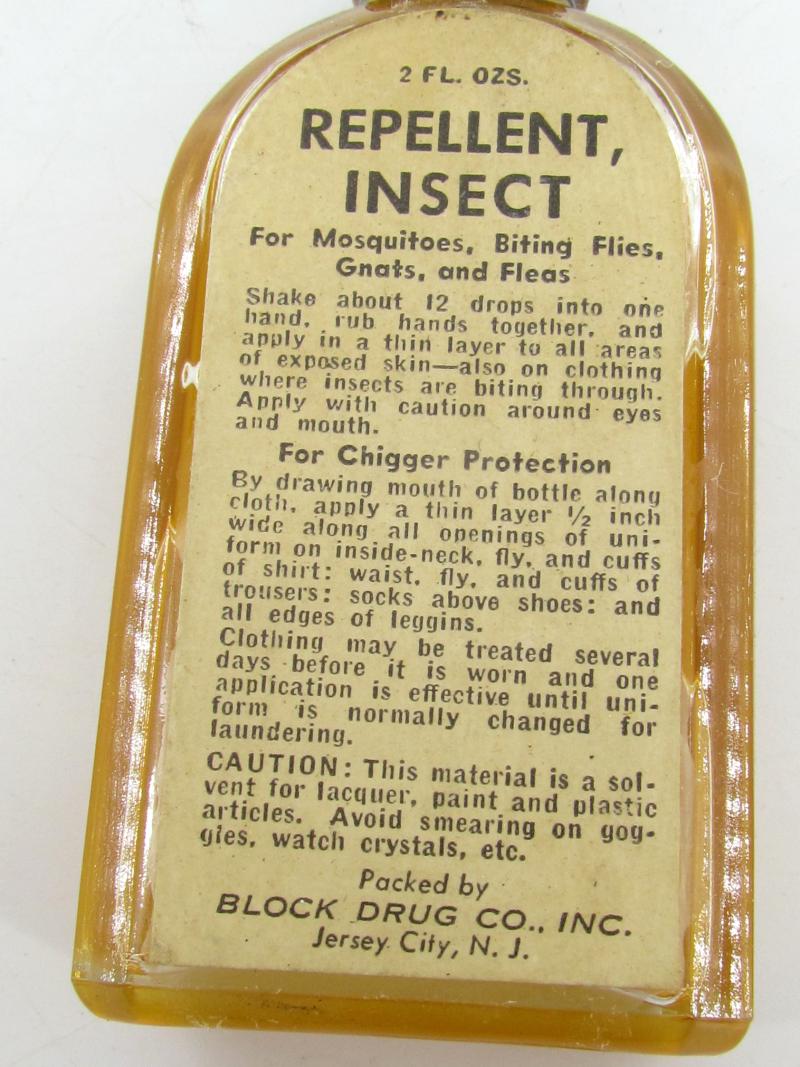 2 FL. OZS.
REPELLENT,
INSECT
For Mosquitoes, Biting Flies,
Gnats, and Fleas
Shake about 12 drops into one
hand, rub hands together, and
apply in a thin layer to all areas
of exposed skin—also on clothing
where insects are biting through.
Apply with caution around eyes
and mouth.
For Chigger Protection
By drawing mouth of bottle along
cloth, apply a thin layer ½ inch
wide along all openings of uni-
form on inside-neck, fly, and cuffs
of shirt: waist, fly, and cuffs of
trousers: socks above shoes: and
all edges of leggins.
Clothing may be treated several
days before it is worn and one
application is effective until uni-
form is normally changed for
laundering.
CAUTION: This material is a sol-
vent for lacquer, paint and plastic
articles. Avoid smearing on gog-
gles, watch crystals, etc.
Packed by
BLOCK DRUG CO., INC.
Jersey City, N. J.